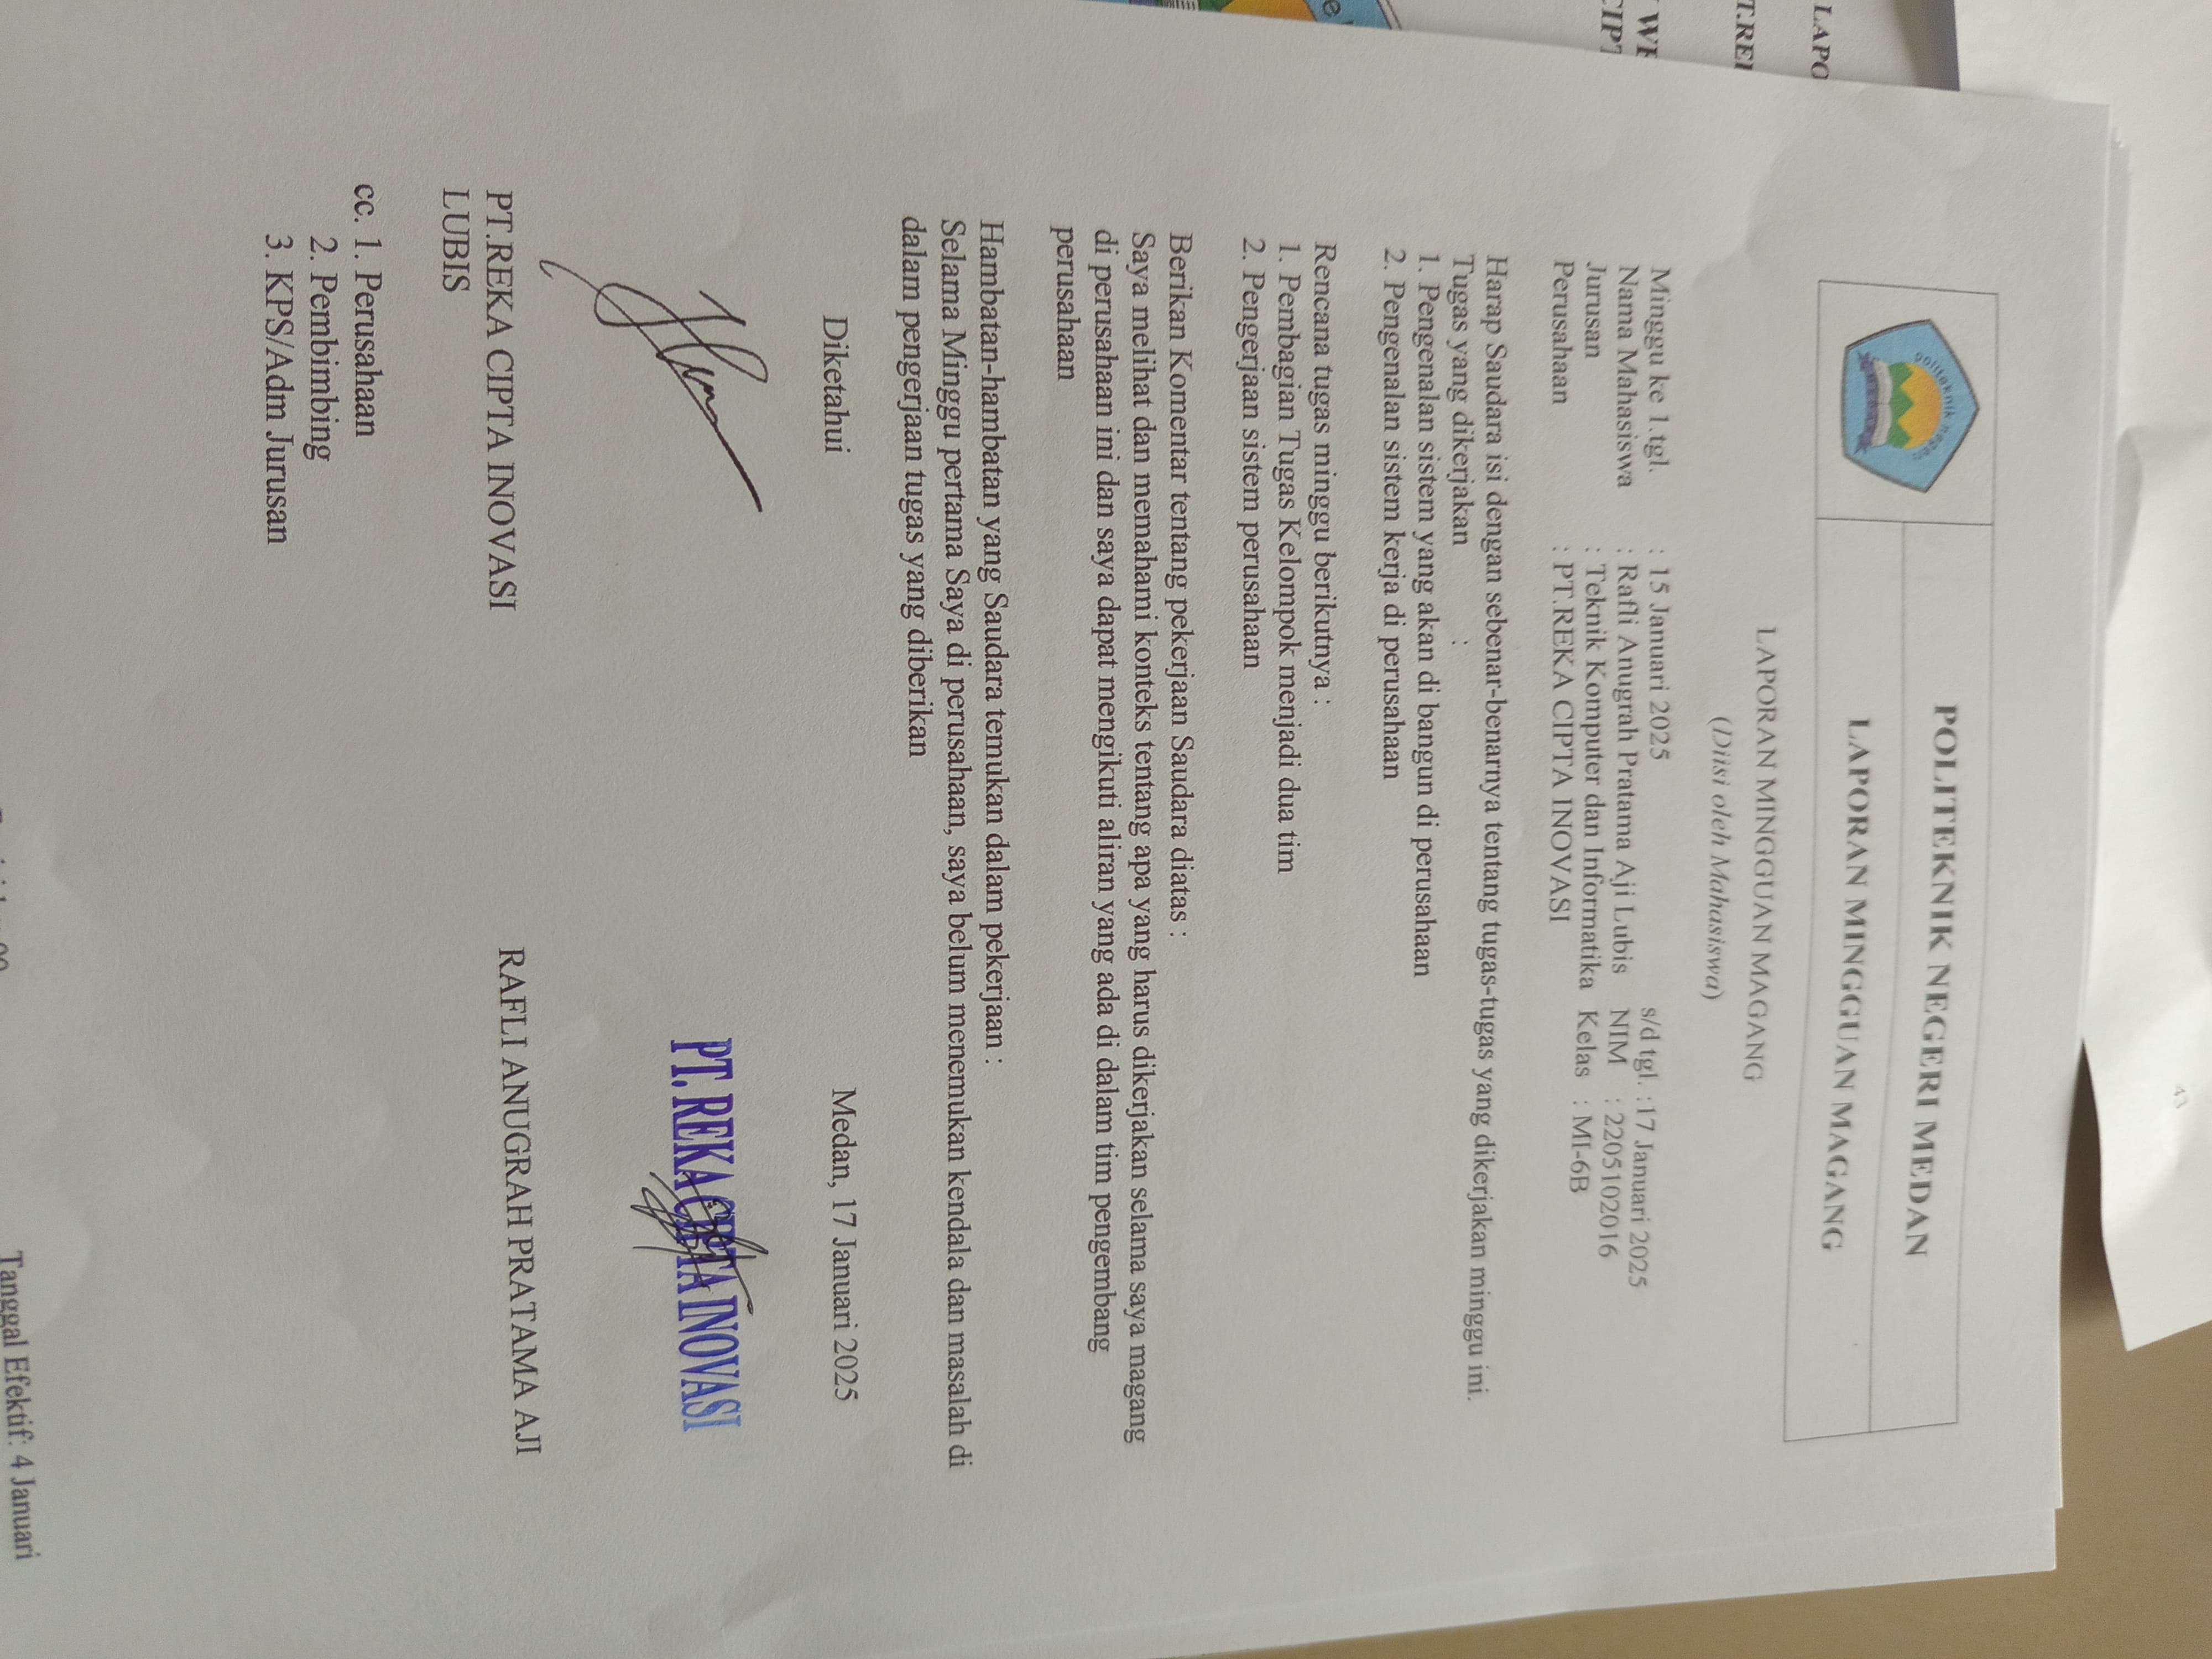 LAPO
T.REI
WE
CIPT
43
politeknik
POLITEKNIK NEGERI MEDAN
LAPORAN MINGGUAN MAGANG
LAPORAN MINGGUAN MAGANG
(Diisi oleh Mahasiswa)
Minggu ke 1.tgl. : 15 Januari 2025 s/d tgl. :17 Januari 2025
Nama Mahasiswa : Rafli Anugrah Pratama Aji Lubis NIM : 2205102016
Jurusan : Teknik Komputer dan Informatika Kelas : MI-6B
Perusahaan : PT.REKA CIPTA INOVASI
Harap Saudara isi dengan sebenar-benarnya tentang tugas-tugas yang dikerjakan minggu ini.
Tugas yang dikerjakan :
1. Pengenalan sistem yang akan di bangun di perusahaan
2. Pengenalan sistem kerja di perusahaan
Rencana tugas minggu berikutnya :
1. Pembagian Tugas Kelompok menjadi dua tim
2. Pengerjaan sistem perusahaan
Berikan Komentar tentang pekerjaan Saudara diatas :
Saya melihat dan memahami konteks tentang apa yang harus dikerjakan selama saya magang
di perusahaan ini dan saya dapat mengikuti aliran yang ada di dalam tim pengembang
perusahaan
Hambatan-hambatan yang Saudara temukan dalam pekerjaan :
Selama Minggu pertama Saya di perusahaan, saya belum menemukan kendala dan masalah di
dalam pengerjaan tugas yang diberikan
Diketahui Medan, 17 Januari 2025
PT. REKA CIPTA INOVASI
PT.REKA CIPTA INOVASI RAFLI ANUGRAH PRATAMA AJI
LUBIS
cc. 1. Perusahaan
2. Pembimbing
3. KPS/Adm Jurusan
Tanggal Efektif: 4 Januari